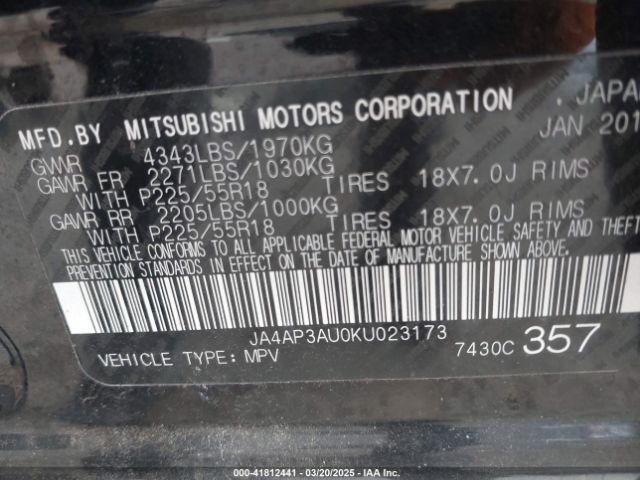 MFD.BY MITSUBISHI MOTORS CORPORATION . JAPAN
JAN 201
GVWR 4343LBS/1970KG
GAWR FR 2271LBS/1030KG
WITH P225/55R18 TIRES 18X7.0J RIMS
GAWR RR 2205LBS/1000KG
WITH P225/55R18 TIRES 18X7.0J RIMS
THIS VEHICLE CONFORMS TO ALL APPLICABLE FEDERAL MOTOR VEHICLE SAFETY AND THEFT
PREVENTION STANDARDS IN EFFECT ON THE DATE OF MANUFACTURE SHOWN ABOVE.
JA4AP3AU0KU023173
VEHICLE TYPE: MPV 7430C 357
000-41812441 - 03/20/2025 - IAA Inc.